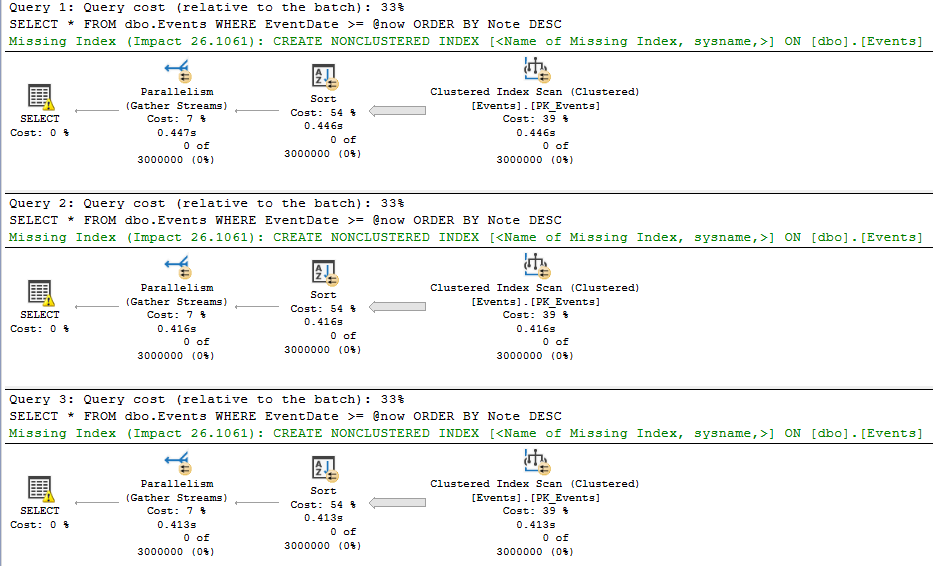 Query 1: Query cost (relative to the batch): 33%
SELECT * FROM dbo.Events WHERE EventDate >= @now ORDER BY Note DESC
Missing Index (Impact 26.1061): CREATE NONCLUSTERED INDEX [<Name of Missing Index, sysname,>] ON [dbo].[Events]
SELECT
Cost: 0 %
Parallelism
(Gather Streams)
Cost: 7 %
0.447s
0 of
3000000 (0%)
Sort
Cost: 54 %
0.446s
0 of
3000000 (0%)
Clustered Index Scan (Clustered)
[Events].[PK_Events]
Cost: 39 %
0.446s
0 of
3000000 (0%)
Query 2: Query cost (relative to the batch): 33%
SELECT * FROM dbo.Events WHERE EventDate >= @now ORDER BY Note DESC
Missing Index (Impact 26.1061): CREATE NONCLUSTERED INDEX [<Name of Missing Index, sysname,>] ON [dbo].[Events]
SELECT
Cost: 0 %
Parallelism
(Gather Streams)
Cost: 7 %
0.416s
0 of
3000000 (0%)
Sort
Cost: 54 %
0.416s
0 of
3000000 (0%)
Clustered Index Scan (Clustered)
[Events].[PK_Events]
Cost: 39 %
0.416s
0 of
3000000 (0%)
Query 3: Query cost (relative to the batch): 33%
SELECT * FROM dbo.Events WHERE EventDate >= @now ORDER BY Note DESC
Missing Index (Impact 26.1061): CREATE NONCLUSTERED INDEX [<Name of Missing Index, sysname,>] ON [dbo].[Events]
SELECT
Cost: 0 %
Parallelism
(Gather Streams)
Cost: 7 %
0.413s
0 of
3000000 (0%)
Sort
Cost: 54 %
0.413s
0 of
3000000 (0%)
Clustered Index Scan (Clustered)
[Events].[PK_Events]
Cost: 39 %
0.413s
0 of
3000000 (0%)